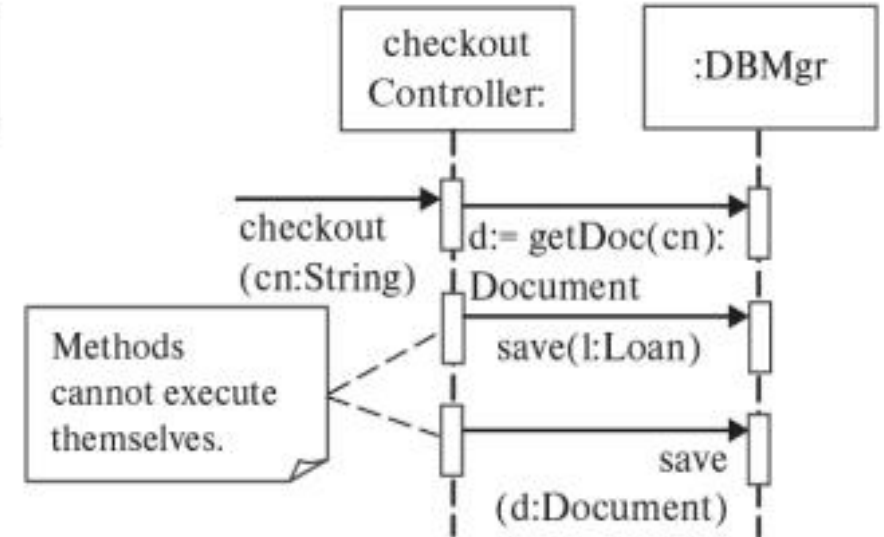 checkout
Controller:
:DBMgr
checkout
(cn:String)
d:= getDoc(cn):
Document
save(l:Loan)
Methods
cannot execute
themselves.
save
(d:Document)